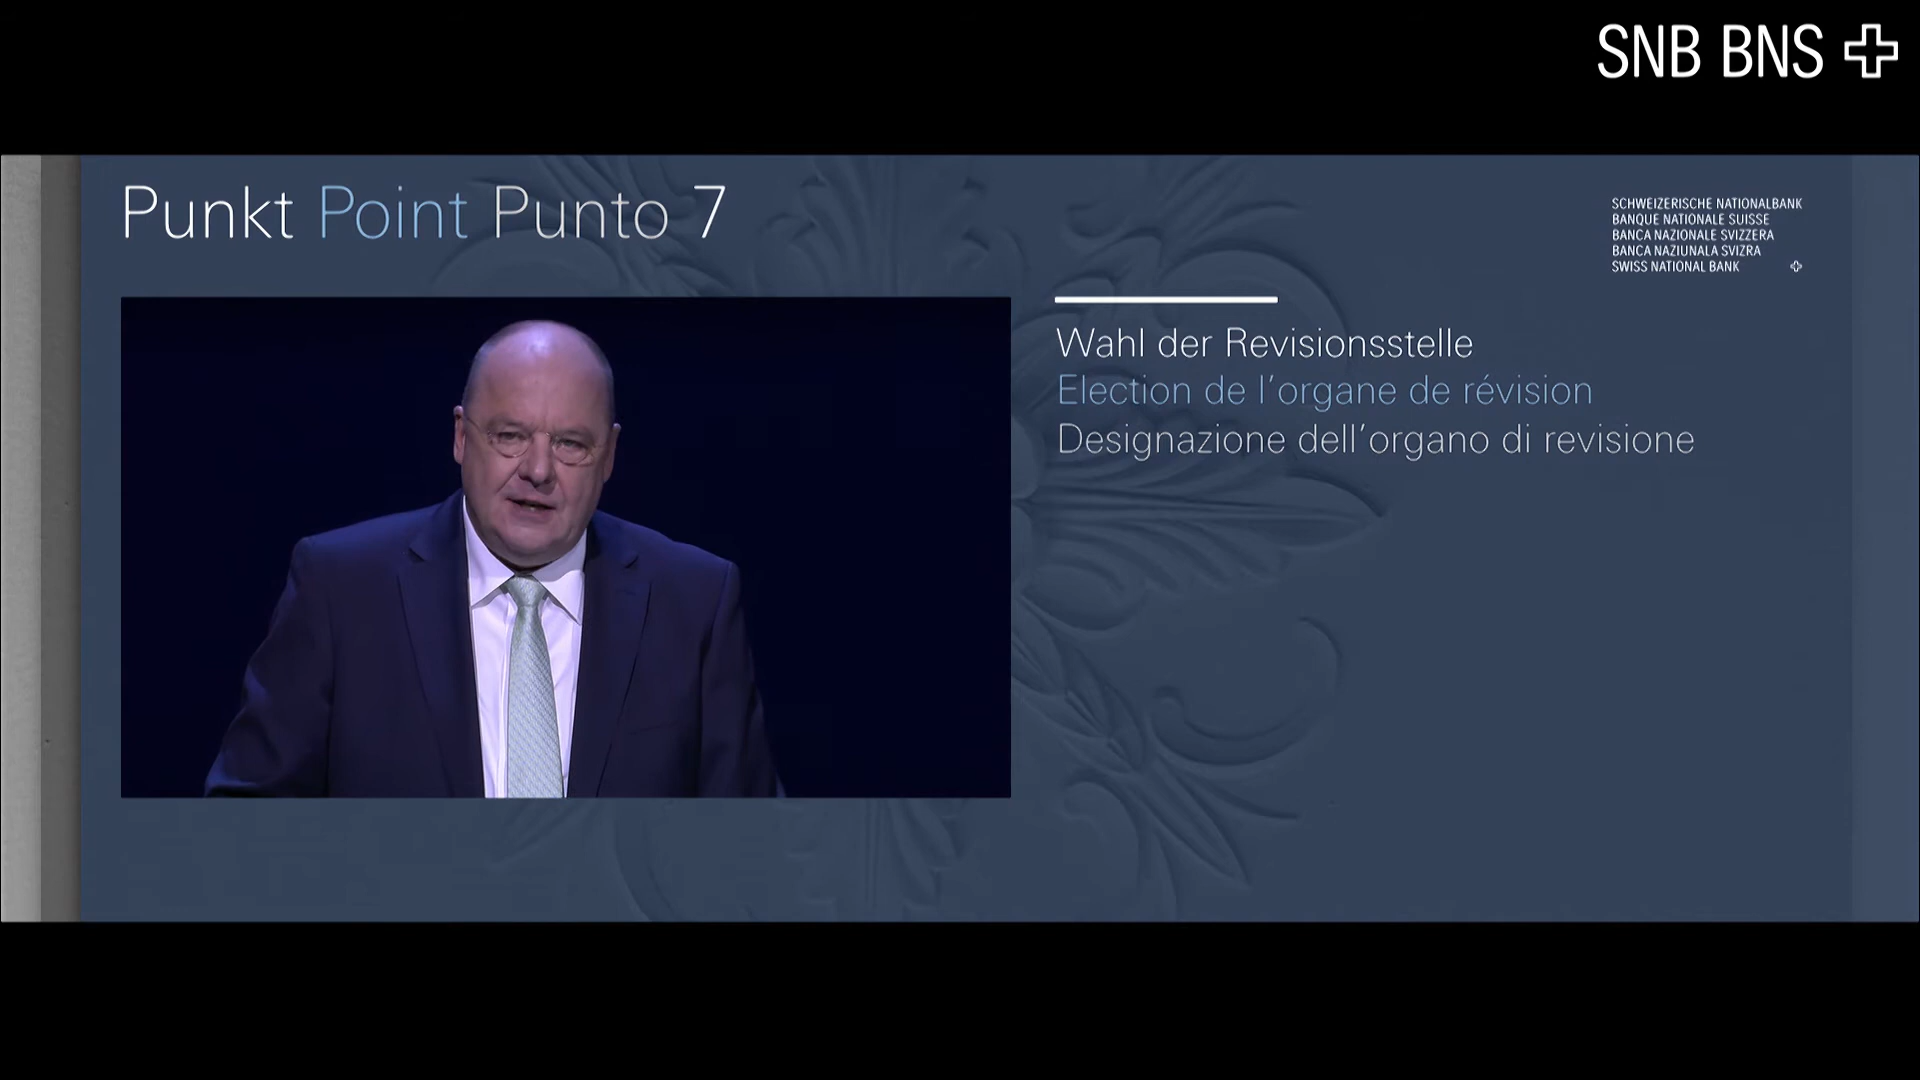 SNB BNS
Punkt Point Punto 7
SCHWEIZERISCHE NATIONALBANK
BANQUE NATIONALE SUISSE
BANCA NAZIONALE SVIZZERA
BANCA NAZIUNALA SVIZRA
SWISS NATIONAL BANK
Wahl der Revisionsstelle
Election de l'organe de révision
Designazione dell'organo di revisione